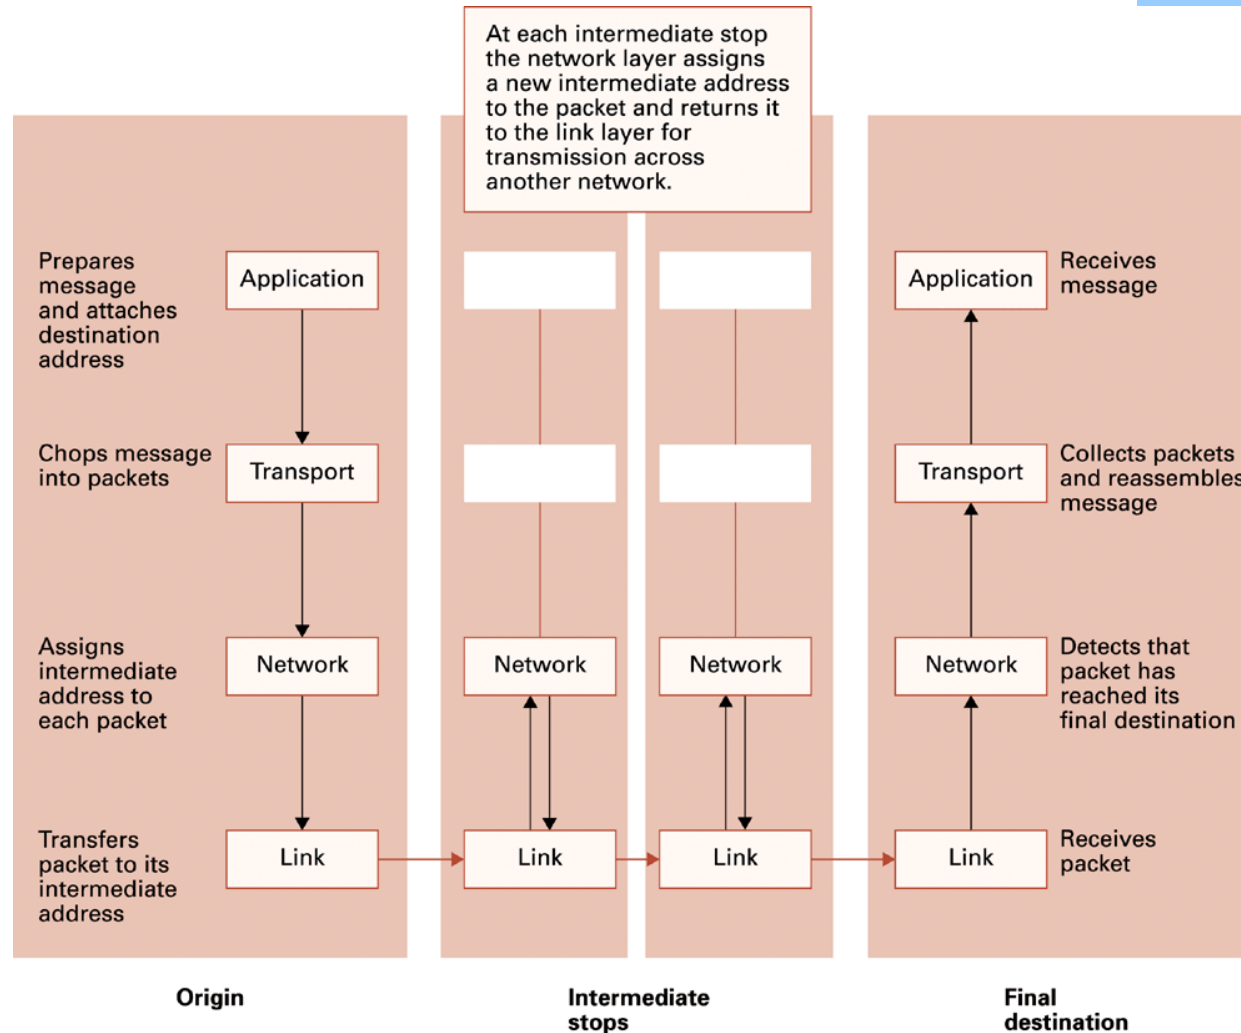 At each intermediate stop
the network layer assigns
a new intermediate address
to the packet and returns it
to the link layer for
transmission across
another network.
Prepares
message
and attaches
destination
address
Application
Application
Receives
message
Chops message
into packets
Transport
Transport
Collects packets
and reassembles
message
Assigns
intermediate
address to
each packet
Network
Network
Network
Network
Detects that
packet has
reached its
final destination
Transfers
packet to its
intermediate
address
Link
Link
Link
Link
Receives
packet
Origin
Intermediate
stops
Final
destination